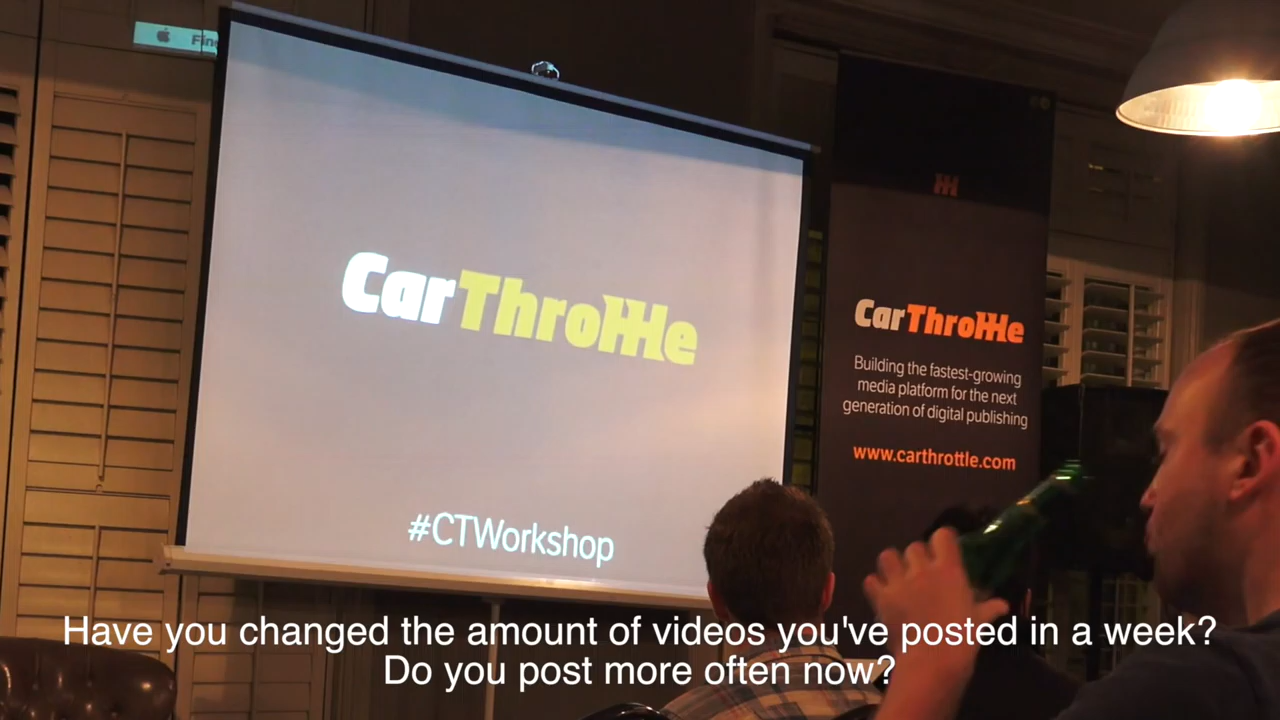 Fin
CarThrottle
#CTWorkshop
CarThrottle
Building the fastest-growing
media platform for the next
generation of digital publishing
www.carthrottle.com
Have you changed the amount of videos you've posted in a week?
Do you post more often now?